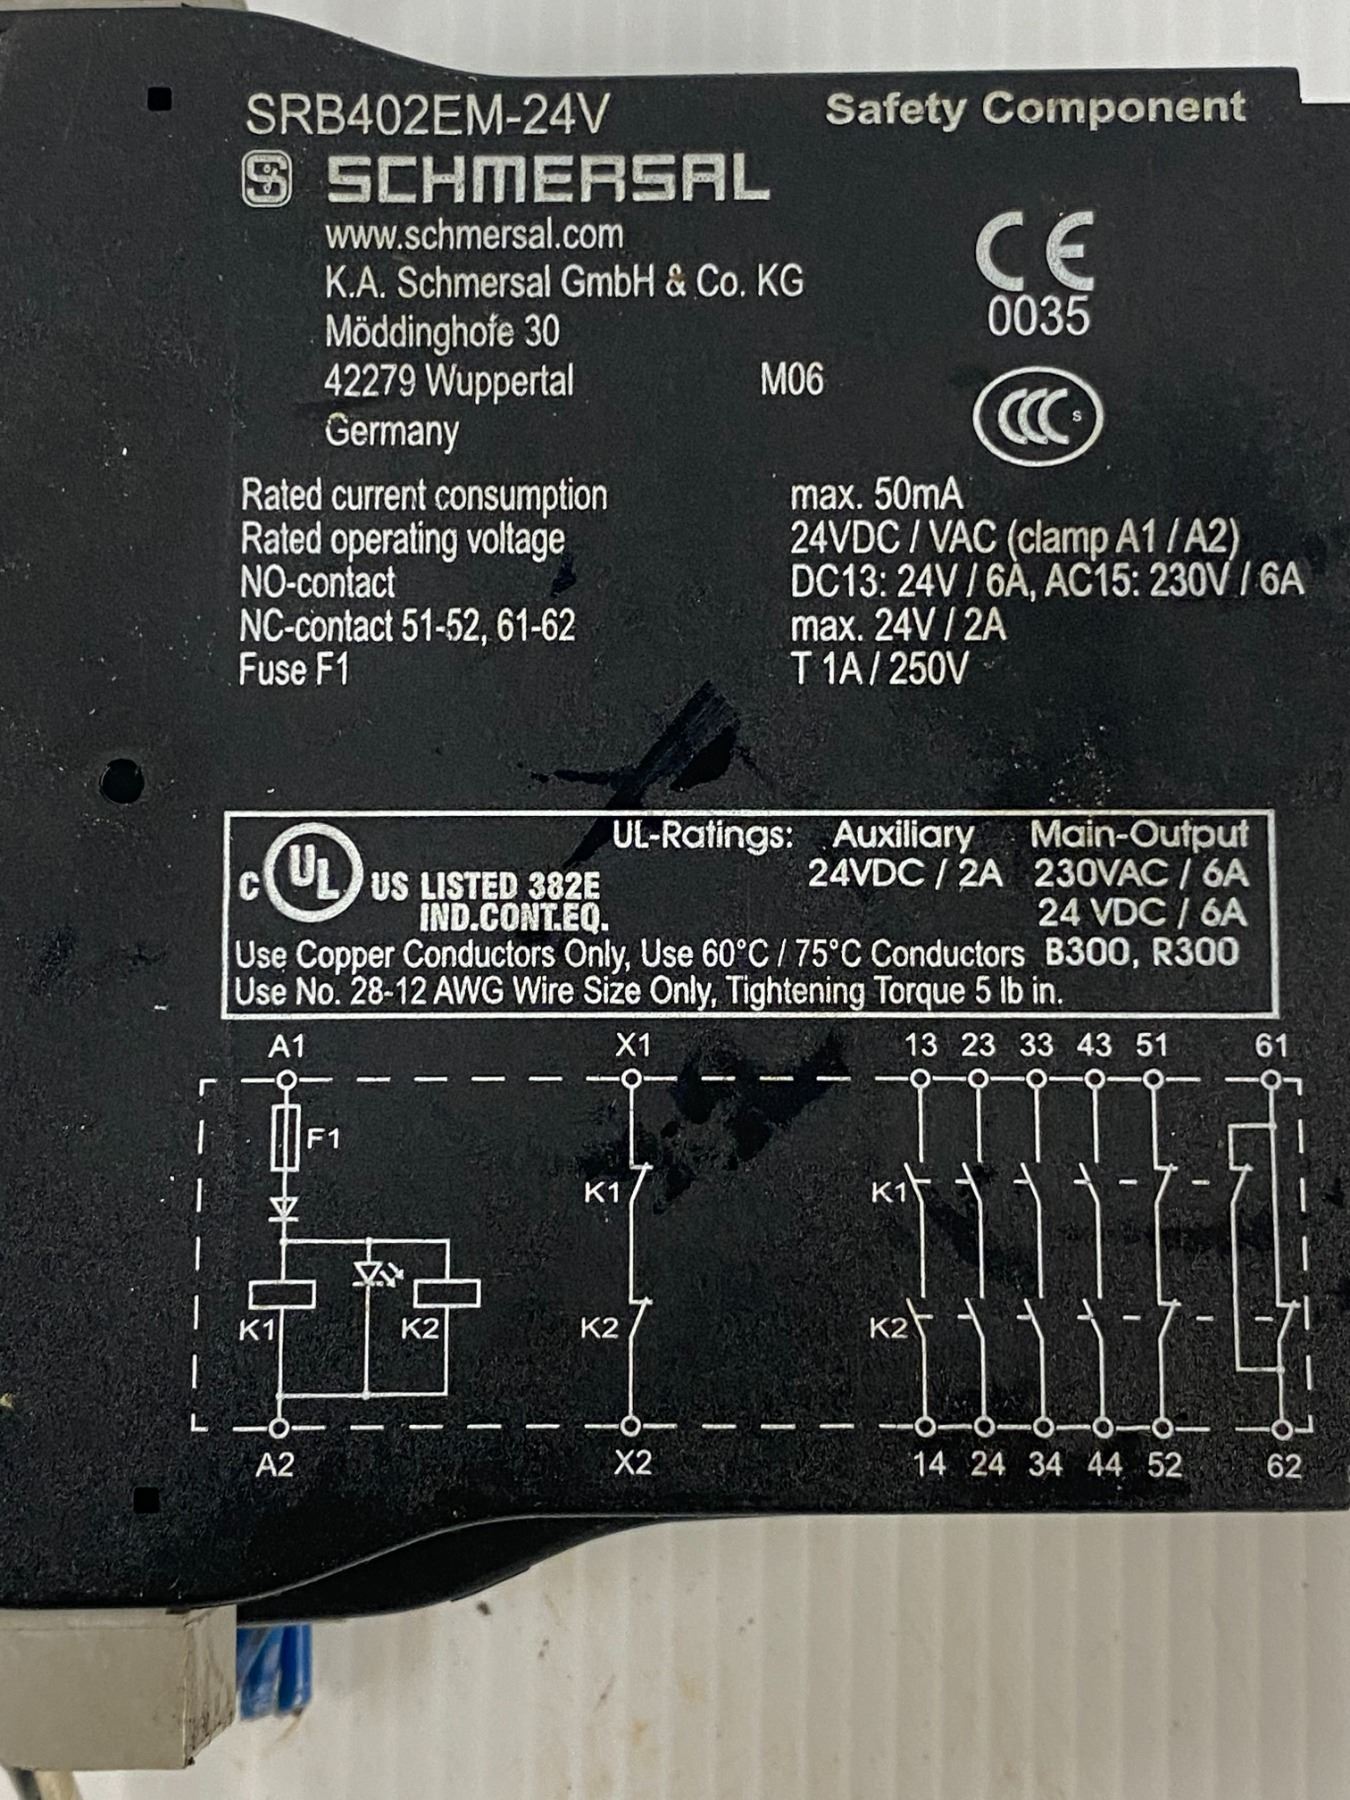 SRB402EM-24V Safety Component
SCHMERSAL
www.schmersal.com
K.A. Schmersal GmbH & Co. KG
0035
Möddinghofe 30
42279 Wuppertal M06
CCC S
Germany
Rated current consumption max. 50mA
Rated operating voltage 24VDC / VAC (clamp A1 / A2)
NO-contact DC13: 24V / 6A, AC15: 230V / 6A
NC-contact 51-52, 61-62 max. 24V / 2A
Fuse F1 T 1A / 250V
UL-Ratings: Auxiliary Main-Output
C UL US LISTED 382E 24VDC / 2A 230VAC / 6A
IND.CONT.EQ. 24 VDC / 6A
Use Copper Conductors Only, Use 60°C / 75°C Conductors B300, R300
Use No. 28-12 AWG Wire Size Only, Tightening Torque 5 lb in.
A1 X1 13 23 33 43 51 61
F1
K1 K1
K1 K2 K2 K2
A2 X2 14 24 34 44 52 62